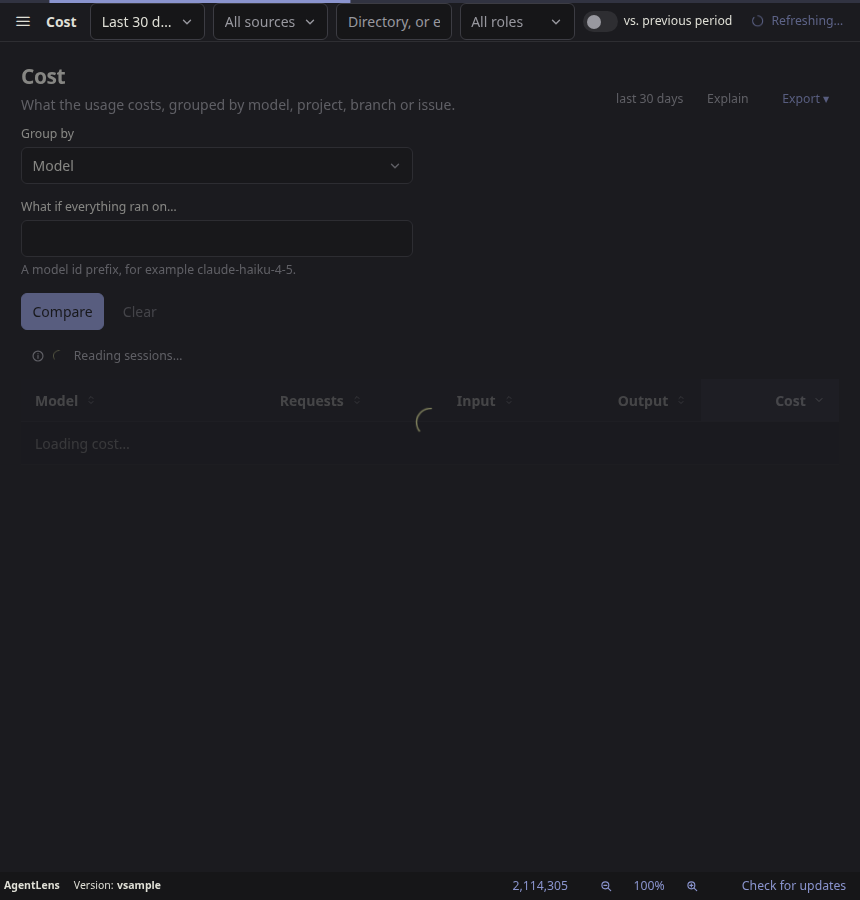 Cost Last 30 d... All sources Directory, or e All roles vs. previous period Refreshing...
Cost
What the usage costs, grouped by model, project, branch or issue.
last 30 days Explain Export ▾
Group by
Model
What if everything ran on...
A model id prefix, for example claude-haiku-4-5.
Compare Clear
Reading sessions...
Model Requests Input Output Cost
Loading cost...
AgentLens Version: vsample 2,114,305 100% Check for updates